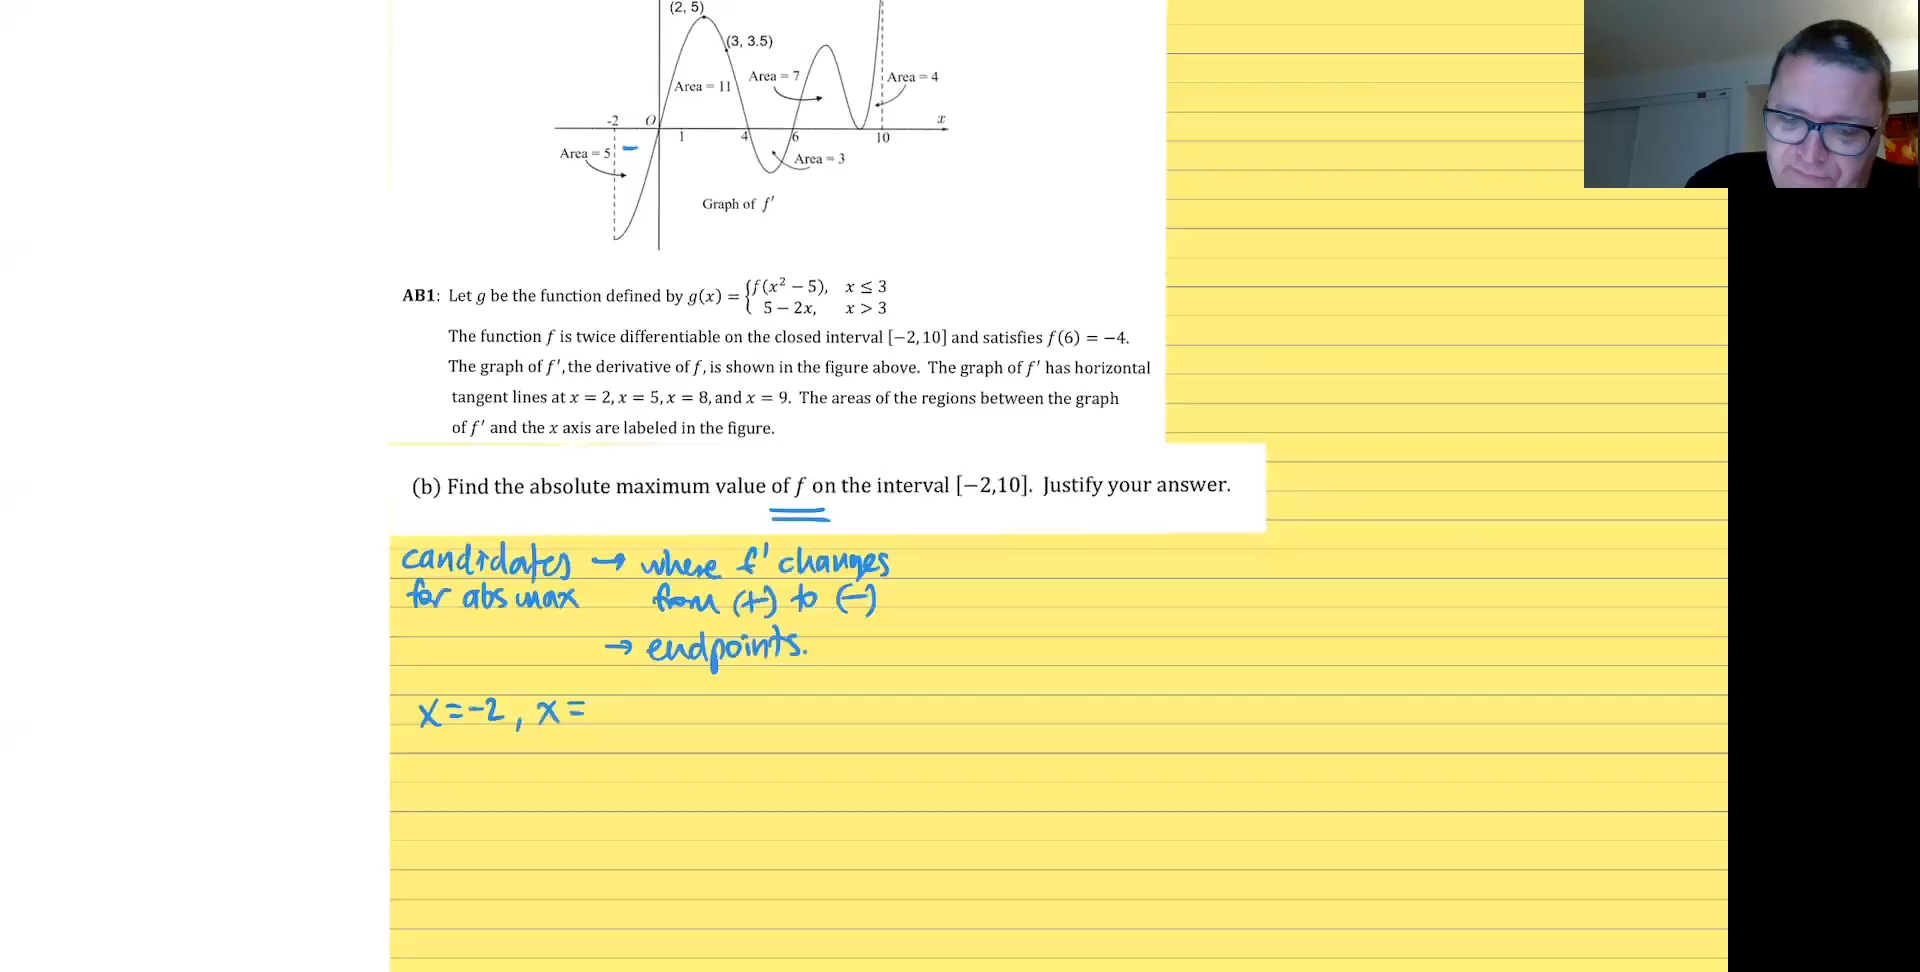 (2, 5)
(3, 3.5)
Area = 7
Area = 4
Area = 11
-2
O
x
1
4
6
10
Area = 5
Area = 3
Graph of f′
AB1: Let g be the function defined by g(x) = {f(x² − 5), x ≤ 3
5 − 2x, x > 3
The function f is twice differentiable on the closed interval [−2, 10] and satisfies f(6) = −4.
The graph of f′, the derivative of f, is shown in the figure above. The graph of f′ has horizontal
tangent lines at x = 2, x = 5, x = 8, and x = 9. The areas of the regions between the graph
of f′ and the x axis are labeled in the figure.
(b) Find the absolute maximum value of f on the interval [−2,10]. Justify your answer.
candidates → where f' changes
for abs max from (+) to (−)
→ endpoints.
x=-2, x=